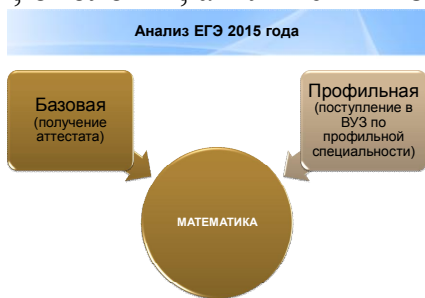 Анализ ЕГЭ 2015 года
Базовая
(получение
аттестата)
Профильная
(поступление в
ВУЗ по
профильной
специальности)
МАТЕМАТИКА